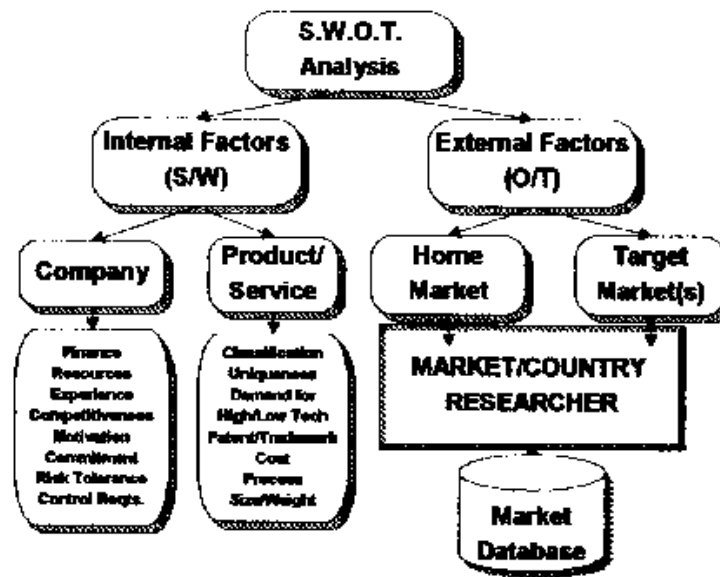 S.W.O.T.
Analysis
Internal Factors
(S/W)
External Factors
(O/T)
Company
Product/
Service
Home
Market
Target
Market(s)
Finance
Resources
Experience
Competitiveness
Motivation
Commitment
Risk Tolerance
Control Reqts.
Classification
Uniqueness
Demand for
High/Low Tech
Patent/Trademark
Cost
Process
Size/Weight
MARKET/COUNTRY
RESEARCHER
Market
Database